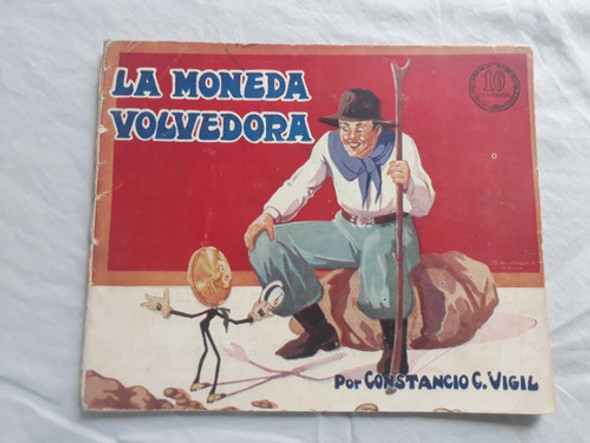 LA MONEDA
VOLVEDORA
10
POR CONSTANCIO C. VIGIL